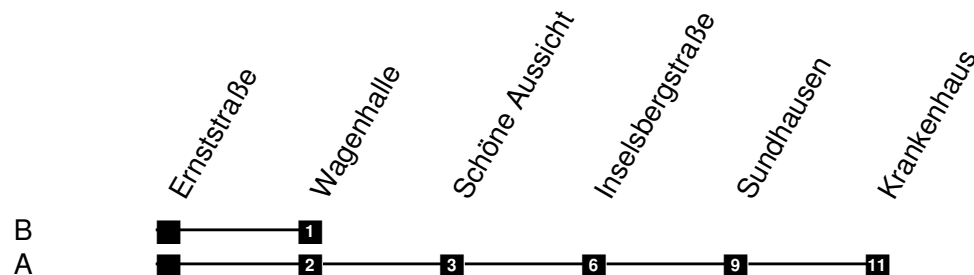 Ernststraße
Wagenhalle
Schöne Aussicht
Inselsbergstraße
Sundhausen
Krankenhaus
B 1
A 2 3 6 9 11